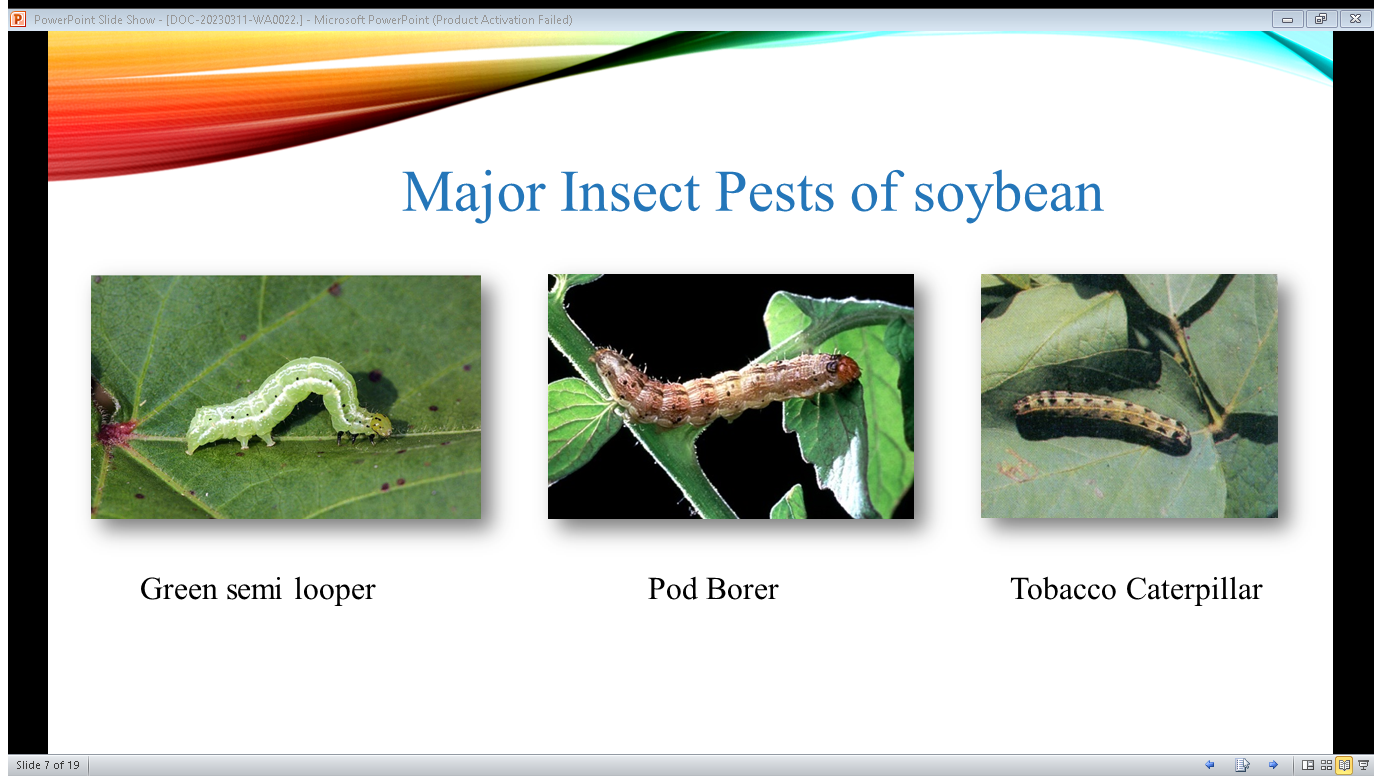 PowerPoint Slide Show - [DOC-20230311-WA0022.] - Microsoft PowerPoint (Product Activation Failed)
Major Insect Pests of soybean
Green semi looper
Pod Borer
Tobacco Caterpillar
Slide 7 of 19